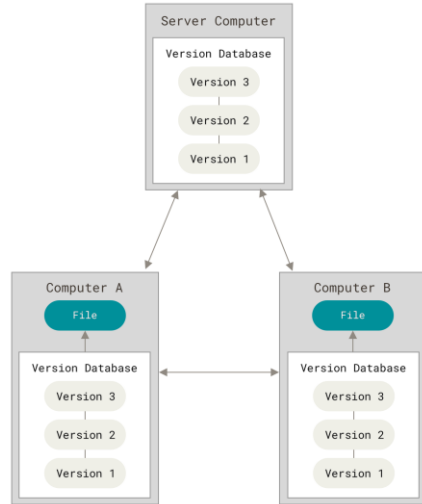 Server Computer
Version Database
Version 3
Version 2
Version 1
Computer A
File
Version Database
Version 3
Version 2
Version 1
Computer B
File
Version Database
Version 3
Version 2
Version 1